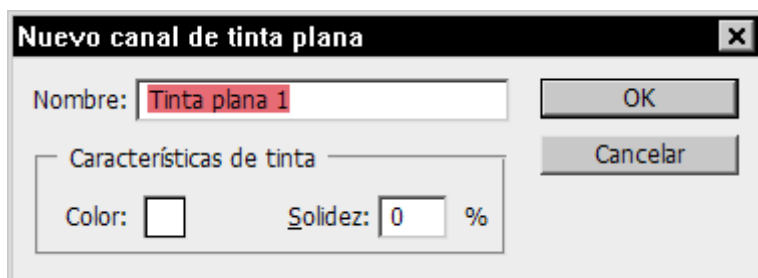 Nuevo canal de tinta plana
Nombre: Tinta plana 1
OK
Cancelar
Características de tinta
Color:
Solidez: 0 %